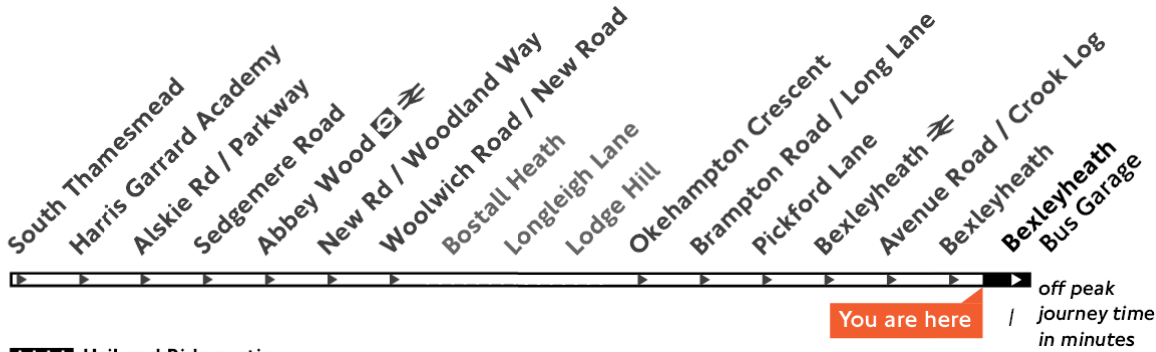 South Thamesmead
Harris Garrard Academy
Alskie Rd / Parkway
Sedgemere Road
Abbey Wood
New Rd / Woodland Way
Woolwich Road / New Road
Bostall Heath
Longleigh Lane
Lodge Hill
Okehampton Crescent
Brampton Road / Long Lane
Pickford Lane
Bexleyheath
Avenue Road / Crook Log
Bexleyheath
Bexleyheath
Bus Garage
You are here
off peak
journey time
in minutes